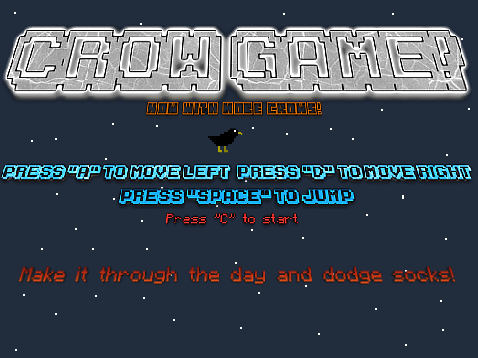 CROW GAME!
NOW WITH MORE CROWS!
PRESS "A" TO MOVE LEFT PRESS "D" TO MOVE RIGHT
PRESS "SPACE" TO JUMP
Press "C" to start
Make it through the day and dodge socks!